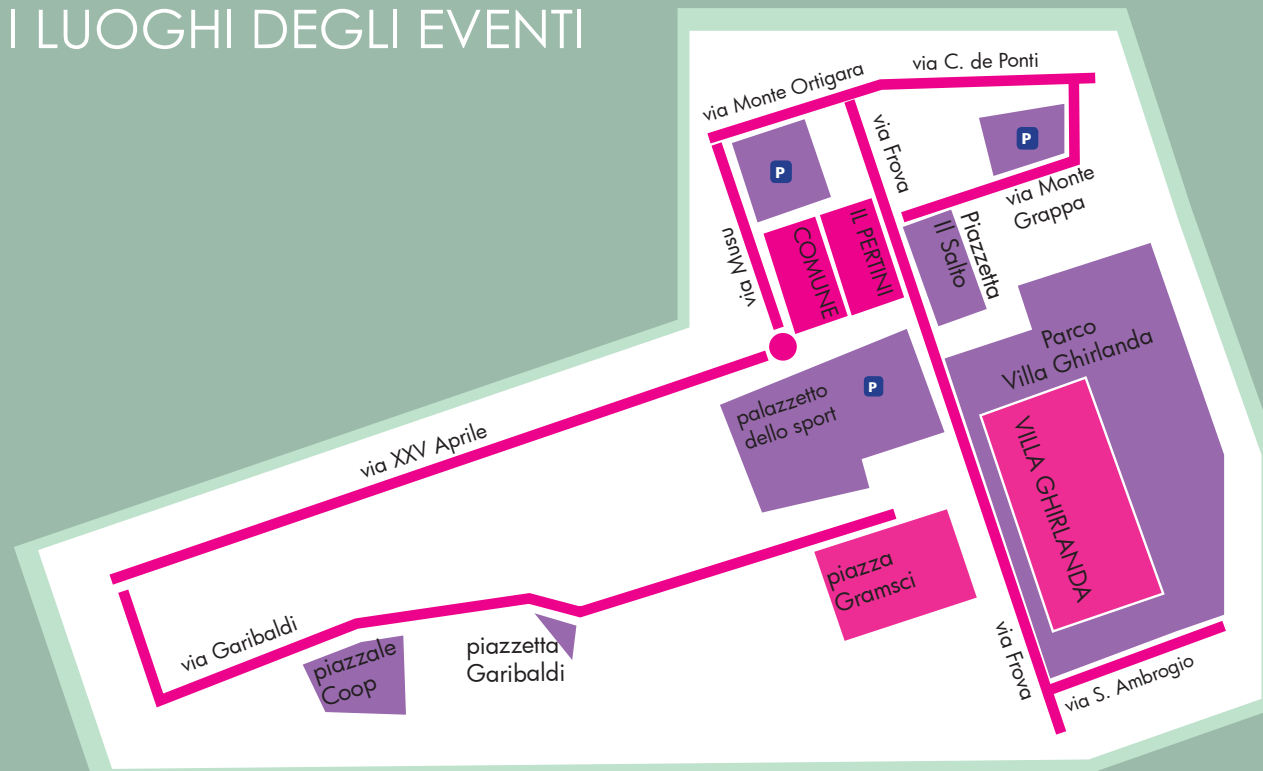 I LUOGHI DEGLI EVENTI
via C. de Ponti
via Monte Ortigara
via Frova
P
P
via Monte
Grappa
IL PERTINI
COMUNE
Piazzetta
Il Salto
via Musu
Parco
Villa Ghirlanda
palazzetto
dello sport
P
VILLA GHIRLANDA
via XXV Aprile
piazza
Gramsci
via Garibaldi
piazzale
Coop
piazzetta
Garibaldi
via Frova
via S. Ambrogio